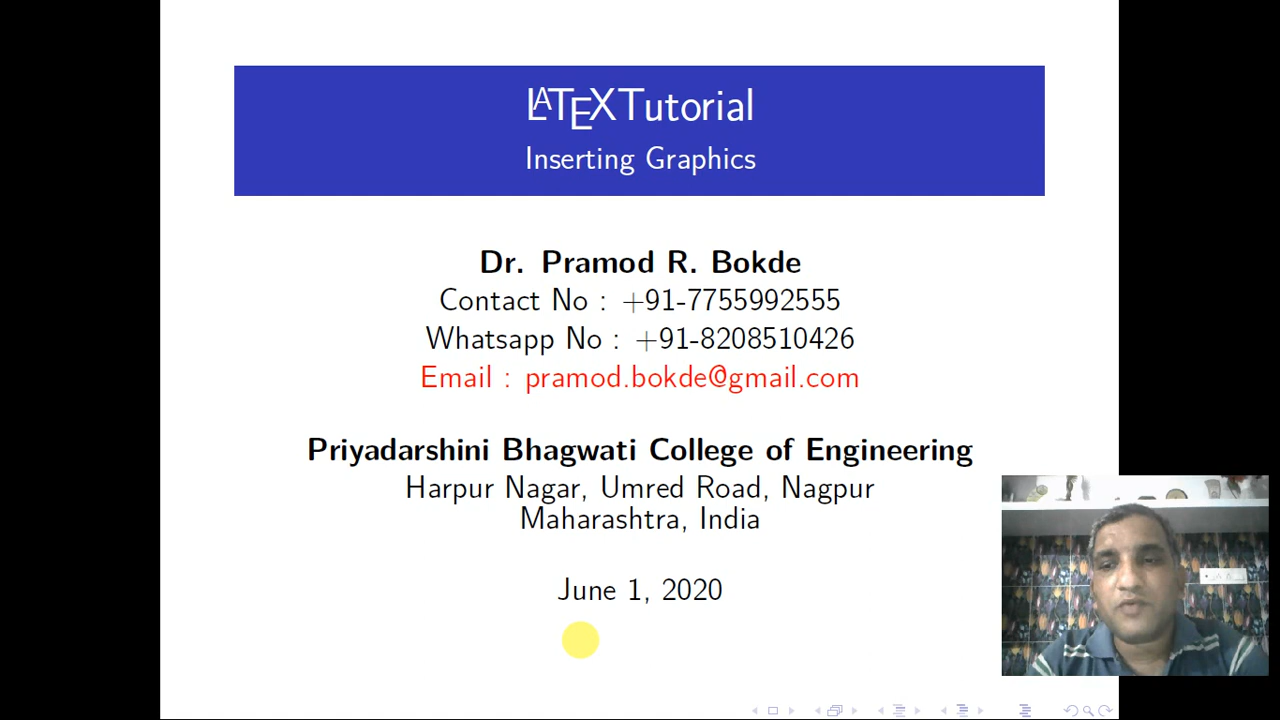 LATEX Tutorial
Inserting Graphics
Dr. Pramod R. Bokde
Contact No : +91-7755992555
Whatsapp No : +91-8208510426
Email : pramod.bokde@gmail.com
Priyadarshini Bhagwati College of Engineering
Harpur Nagar, Umred Road, Nagpur
Maharashtra, India
June 1, 2020